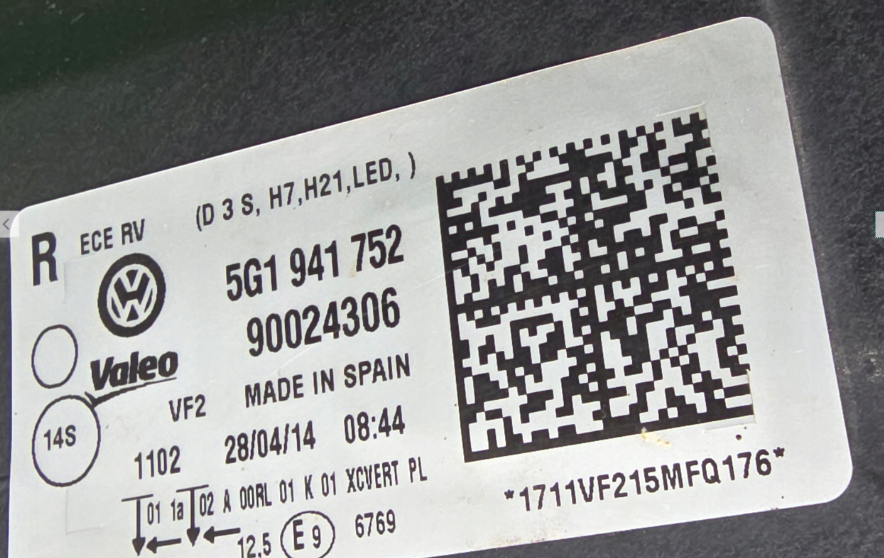 R ECE RV (D 3 S, H7,H21,LED, )
5G1 941 752
90024306
Valeo
VF2 MADE IN SPAIN
14S
1102 28/04/14 08:44
01 1a 02 A 00RL 01 K 01 XCVERT PL
12,5 E 9 6769
*1711VF215MFQ176*